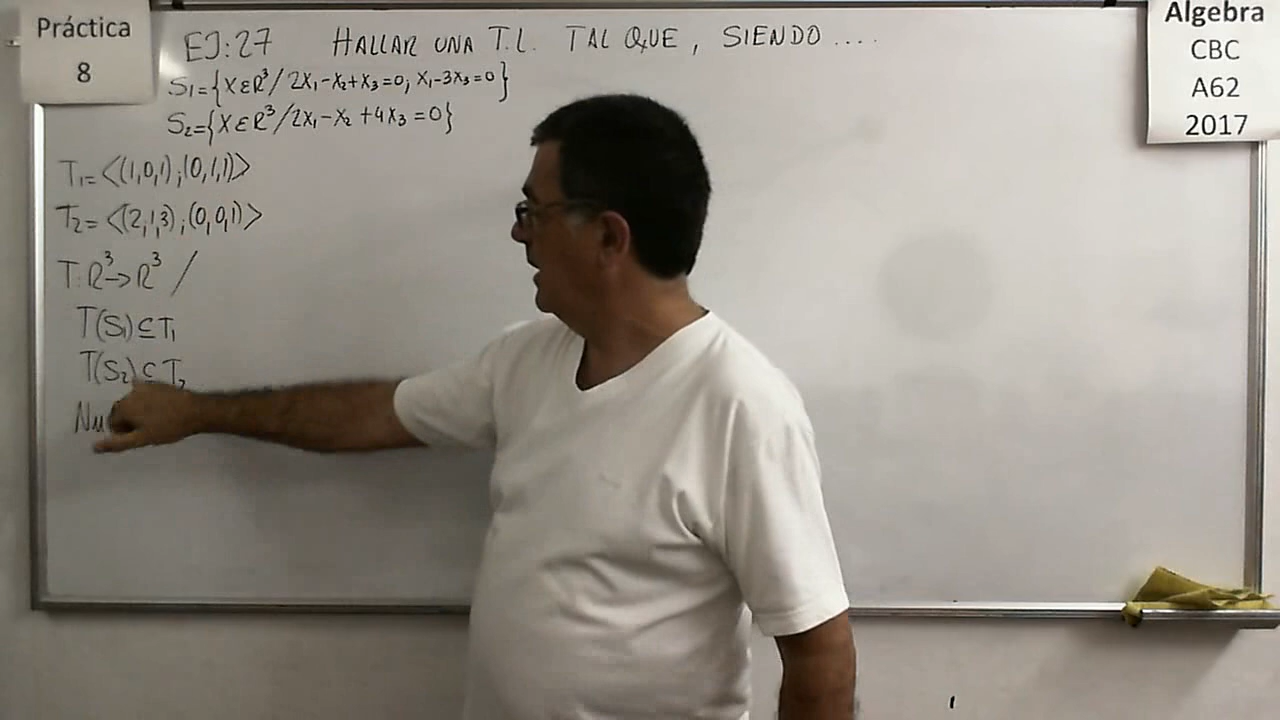 Práctica
8
EJ: 27 HALLAR UNA T.L. TAL QUE, SIENDO ....
S₁={X∈R³/2X₁-X₂+X₃=0; X₁-3X₃=0}
S₂={X∈R³/2X₁-X₂+4X₃=0}
T₁=<(1,0,1);(0,1,1)>
T₂=<(2,1,3);(0,0,1)>
T:R³→R³ /
T(S₁)⊆T₁
T(S₂)⊆T₂
Algebra
CBC
A62
2017